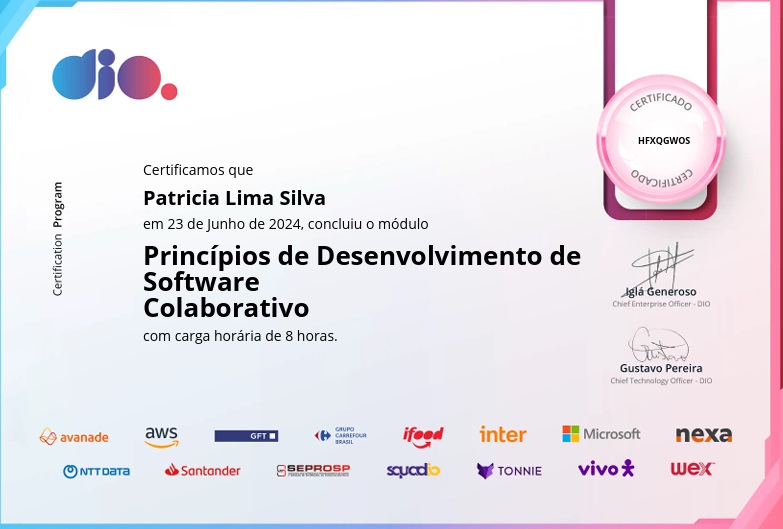 dio.
CERTIFICADO
HFXQGWOS
CERTIFICADO
Certification Program
Certificamos que
Patricia Lima Silva
em 23 de Junho de 2024, concluiu o módulo
Princípios de Desenvolvimento de
Software
Colaborativo
com carga horária de 8 horas.
Iglá Generoso
Chief Enterprise Officer - DIO
Gustavo Pereira
Chief Technology Officer - DIO
avanade aws GFT GRUPO CARREFOUR BRASIL ifood inter Microsoft nexa
NTT DATA Santander SEPROSP squadio TONNIE vivo wex